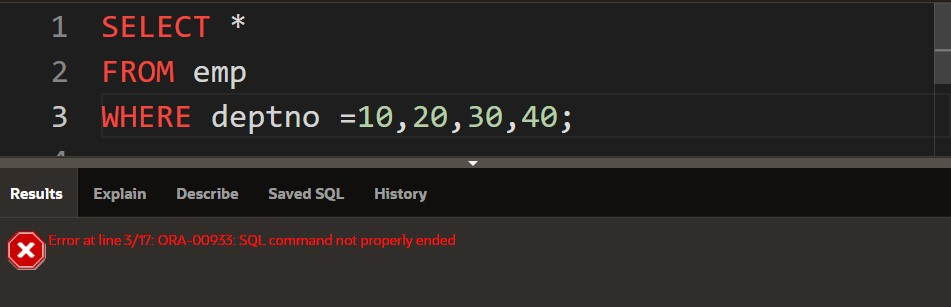 1 SELECT *
2 FROM emp
3 WHERE deptno =10,20,30,40;
Results Explain Describe Saved SQL History
Error at line 3/17: ORA-00933: SQL command not properly ended